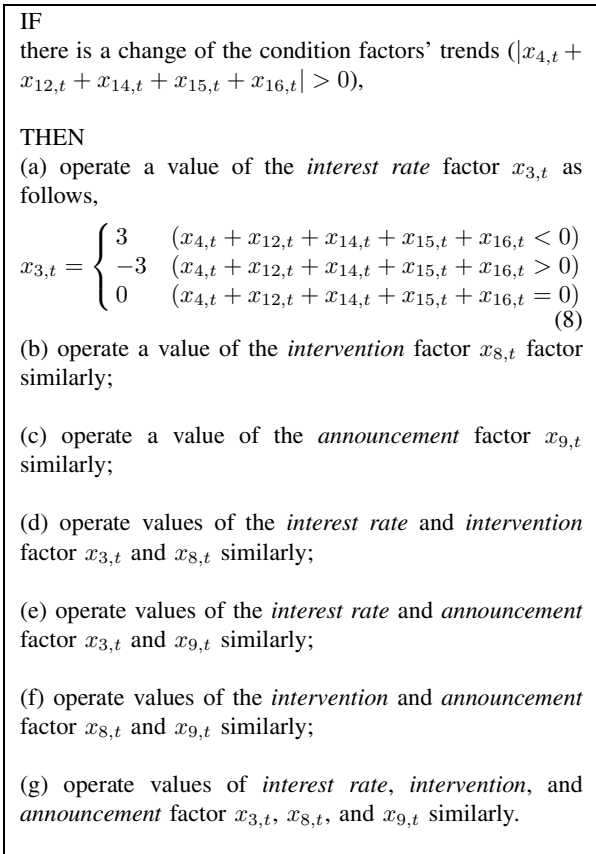 IF
there is a change of the condition factors' trends (|x_{4,t} +
x_{12,t} + x_{14,t} + x_{15,t} + x_{16,t}| > 0),
THEN
(a) operate a value of the interest rate factor x_{3,t} as
follows,
x_{3,t} = { 3 (x_{4,t} + x_{12,t} + x_{14,t} + x_{15,t} + x_{16,t} < 0)
−3 (x_{4,t} + x_{12,t} + x_{14,t} + x_{15,t} + x_{16,t} > 0)
0 (x_{4,t} + x_{12,t} + x_{14,t} + x_{15,t} + x_{16,t} = 0)
(8)
(b) operate a value of the intervention factor x_{8,t} factor
similarly;
(c) operate a value of the announcement factor x_{9,t}
similarly;
(d) operate values of the interest rate and intervention
factor x_{3,t} and x_{8,t} similarly;
(e) operate values of the interest rate and announcement
factor x_{3,t} and x_{9,t} similarly;
(f) operate values of the intervention and announcement
factor x_{8,t} and x_{9,t} similarly;
(g) operate values of interest rate, intervention, and
announcement factor x_{3,t}, x_{8,t}, and x_{9,t} similarly.